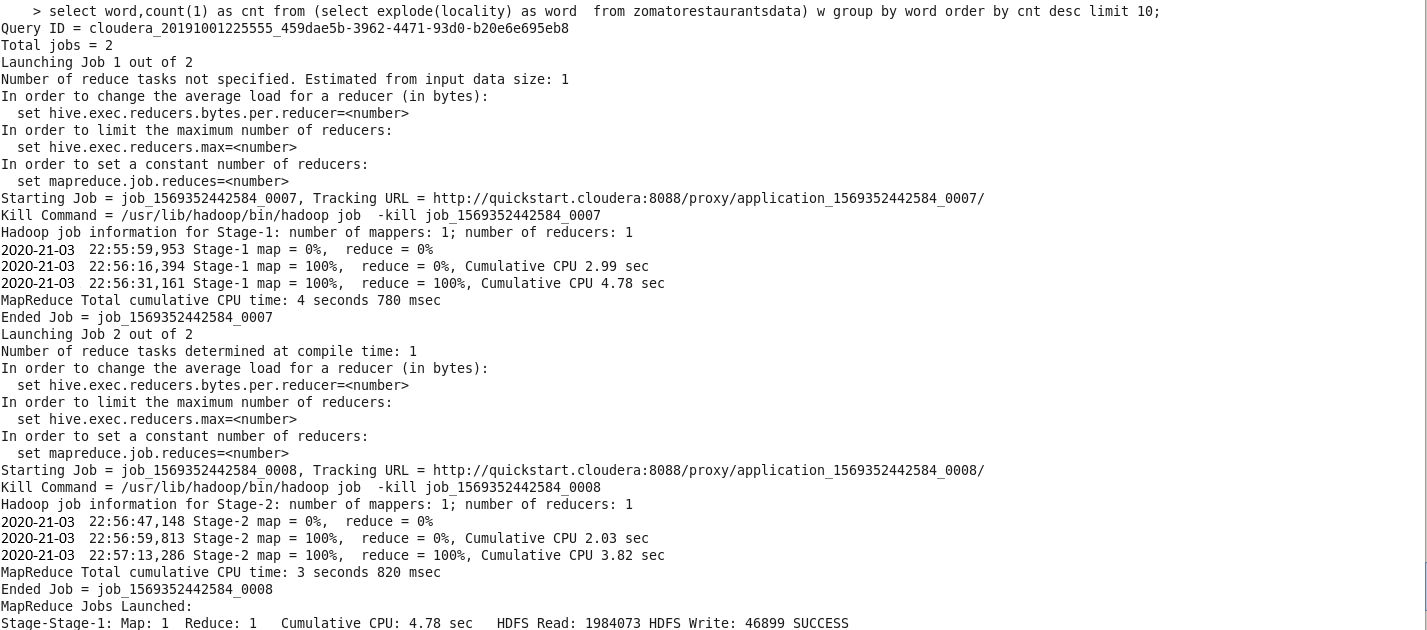 > select word,count(1) as cnt from (select explode(locality) as word  from zomatorestaurantsdata) w group by word order by cnt desc limit 10;
Query ID = cloudera_20191001225555_459dae5b-3962-4471-93d0-b20e6e695eb8
Total jobs = 2
Launching Job 1 out of 2
Number of reduce tasks not specified. Estimated from input data size: 1
In order to change the average load for a reducer (in bytes):
  set hive.exec.reducers.bytes.per.reducer=<number>
In order to limit the maximum number of reducers:
  set hive.exec.reducers.max=<number>
In order to set a constant number of reducers:
  set mapreduce.job.reduces=<number>
Starting Job = job_1569352442584_0007, Tracking URL = http://quickstart.cloudera:8088/proxy/application_1569352442584_0007/
Kill Command = /usr/lib/hadoop/bin/hadoop job  -kill job_1569352442584_0007
Hadoop job information for Stage-1: number of mappers: 1; number of reducers: 1
2020-21-03 22:55:59,953 Stage-1 map = 0%,  reduce = 0%
2020-21-03 22:56:16,394 Stage-1 map = 100%,  reduce = 0%, Cumulative CPU 2.99 sec
2020-21-03 22:56:31,161 Stage-1 map = 100%,  reduce = 100%, Cumulative CPU 4.78 sec
MapReduce Total cumulative CPU time: 4 seconds 780 msec
Ended Job = job_1569352442584_0007
Launching Job 2 out of 2
Number of reduce tasks determined at compile time: 1
In order to change the average load for a reducer (in bytes):
  set hive.exec.reducers.bytes.per.reducer=<number>
In order to limit the maximum number of reducers:
  set hive.exec.reducers.max=<number>
In order to set a constant number of reducers:
  set mapreduce.job.reduces=<number>
Starting Job = job_1569352442584_0008, Tracking URL = http://quickstart.cloudera:8088/proxy/application_1569352442584_0008/
Kill Command = /usr/lib/hadoop/bin/hadoop job  -kill job_1569352442584_0008
Hadoop job information for Stage-2: number of mappers: 1; number of reducers: 1
2020-21-03 22:56:47,148 Stage-2 map = 0%,  reduce = 0%
2020-21-03 22:56:59,813 Stage-2 map = 100%,  reduce = 0%, Cumulative CPU 2.03 sec
2020-21-03 22:57:13,286 Stage-2 map = 100%,  reduce = 100%, Cumulative CPU 3.82 sec
MapReduce Total cumulative CPU time: 3 seconds 820 msec
Ended Job = job_1569352442584_0008
MapReduce Jobs Launched:
Stage-Stage-1: Map: 1  Reduce: 1   Cumulative CPU: 4.78 sec   HDFS Read: 1984073 HDFS Write: 46899 SUCCESS